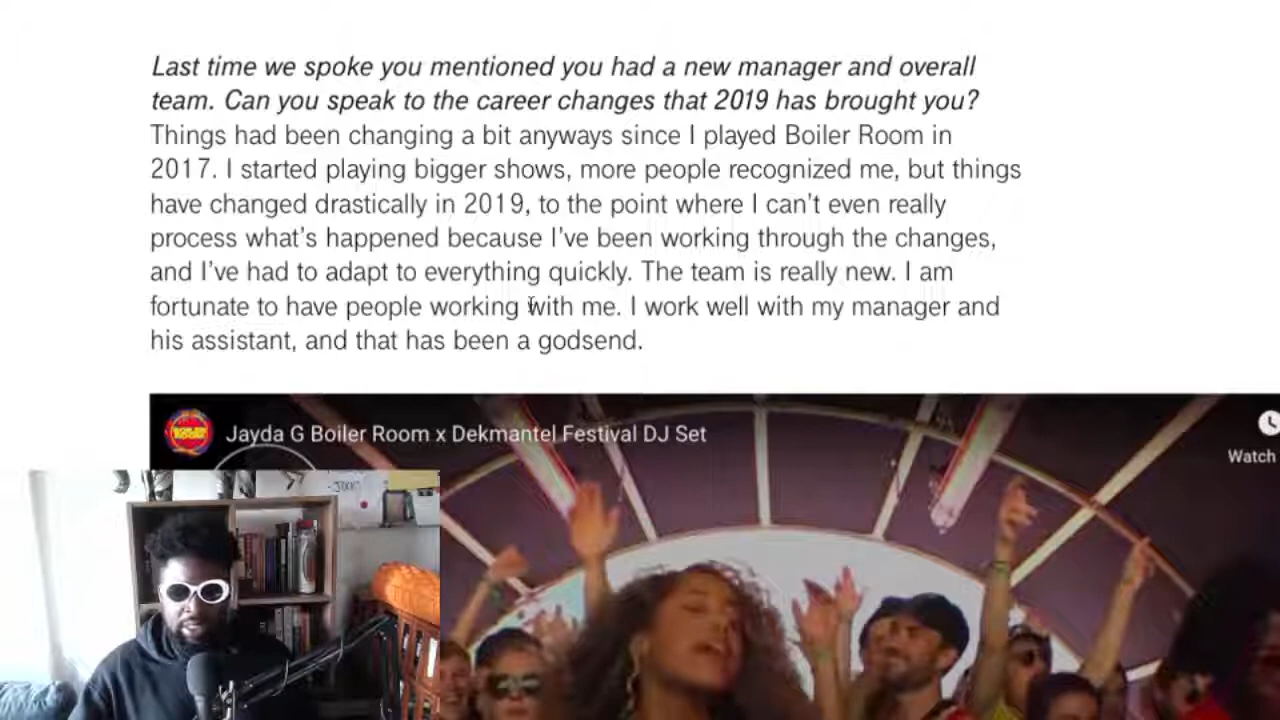 Last time we spoke you mentioned you had a new manager and overall
team. Can you speak to the career changes that 2019 has brought you?
Things had been changing a bit anyways since I played Boiler Room in
2017. I started playing bigger shows, more people recognized me, but things
have changed drastically in 2019, to the point where I can’t even really
process what’s happened because I’ve been working through the changes,
and I’ve had to adapt to everything quickly. The team is really new. I am
fortunate to have people working with me. I work well with my manager and
his assistant, and that has been a godsend.
BOILER ROOM
Jayda G Boiler Room x Dekmantel Festival DJ Set
Watch